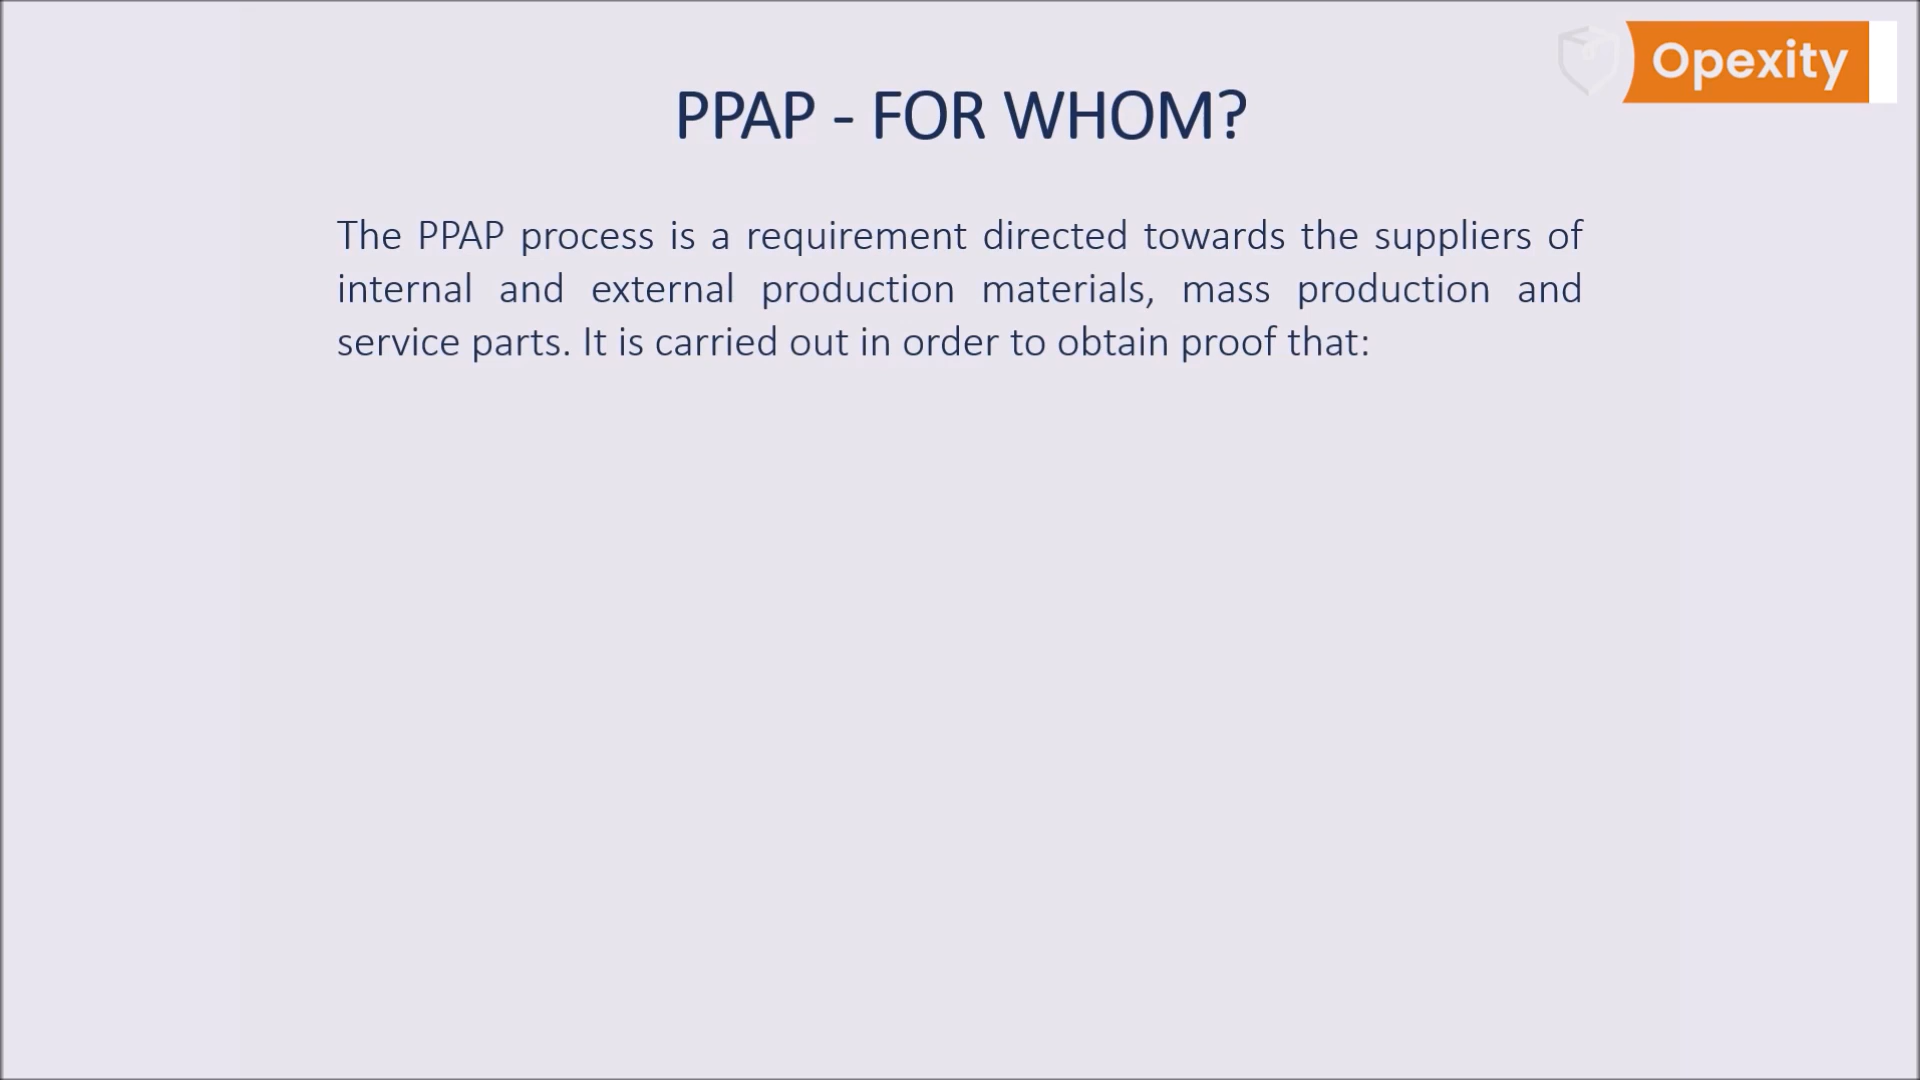 Opexity
PPAP - FOR WHOM?
The PPAP process is a requirement directed towards the suppliers of
internal and external production materials, mass production and
service parts. It is carried out in order to obtain proof that: